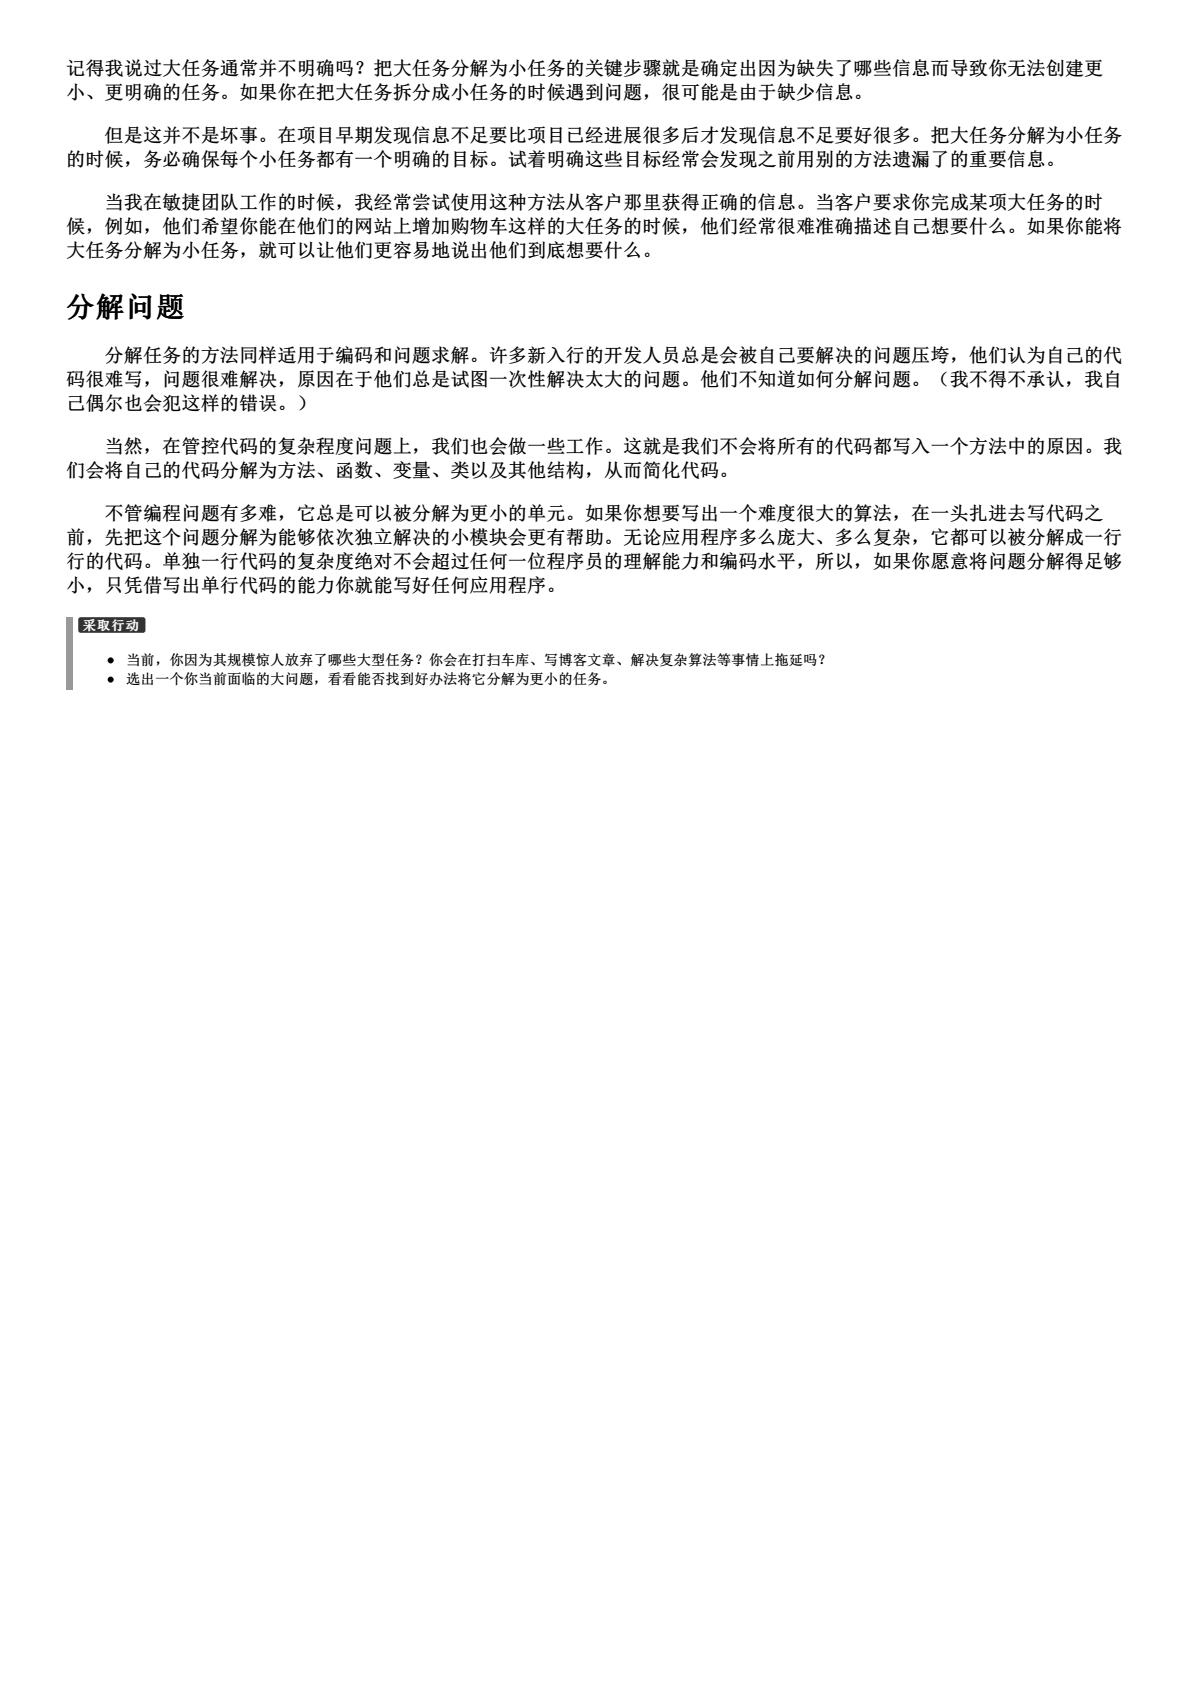 记得我说过大任务通常并不明确吗？把大任务分解为小任务的关键步骤就是确定出因为缺失了哪些信息而导致你无法创建更
小、更明确的任务。如果你在把大任务拆分成小任务的时候遇到问题，很可能是由于缺少信息。
但是这并不是坏事。在项目早期发现信息不足要比项目已经进展很多后才发现信息不足要好很多。把大任务分解为小任务
的时候，务必确保每个小任务都有一个明确的目标。试着明确这些目标经常会发现之前用别的方法遗漏了的重要信息。
当我在敏捷团队工作的时候，我经常尝试使用这种方法从客户那里获得正确的信息。当客户要求你完成某项大任务的时
候，例如，他们希望你能在他们的网站上增加购物车这样的大任务的时候，他们经常很难准确描述自己想要什么。如果你能将
大任务分解为小任务，就可以让他们更容易地说出他们到底想要什么。
分解问题
分解任务的方法同样适用于编码和问题求解。许多新入行的开发人员总是会被自己要解决的问题压垮，他们认为自己的代
码很难写，问题很难解决，原因在于他们总是试图一次性解决太大的问题。他们不知道如何分解问题。（我不得不承认，我自
己偶尔也会犯这样的错误。）
当然，在管控代码的复杂程度问题上，我们也会做一些工作。这就是我们不会将所有的代码都写入一个方法中的原因。我
们会将自己的代码分解为方法、函数、变量、类以及其他结构，从而简化代码。
不管编程问题有多难，它总是可以被分解为更小的单元。如果你想要写出一个难度很大的算法，在一头扎进去写代码之
前，先把这个问题分解为能够依次独立解决的小模块会更有帮助。无论应用程序多么庞大、多么复杂，它都可以被分解成一行
行的代码。单独一行代码的复杂度绝对不会超过任何一位程序员的理解能力和编码水平，所以，如果你愿意将问题分解得足够
小，只凭借写出单行代码的能力你就能写好任何应用程序。
采取行动
● 当前，你因为其规模惊人放弃了哪些大型任务？你会在打扫车库、写博客文章、解决复杂算法等事情上拖延吗？
● 选出一个你当前面临的大问题，看看能否找到好办法将它分解为更小的任务。